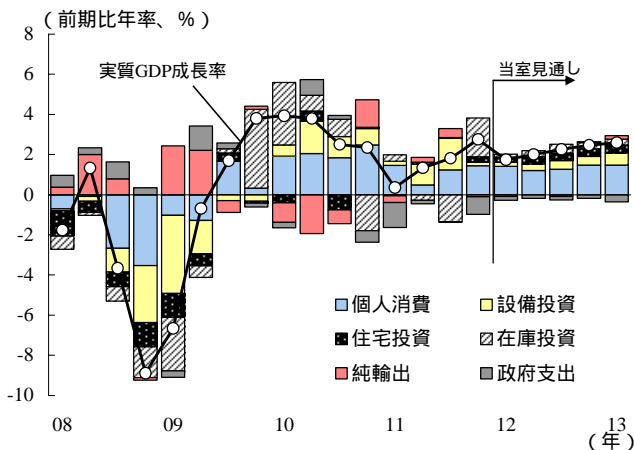 （前期比年率、％）
8
6
4
2
0
-2
-4
-6
-8
-10
実質GDP成長率
当室見通し
個人消費
設備投資
住宅投資
在庫投資
純輸出
政府支出
08 09 10 11 12 13
（年）